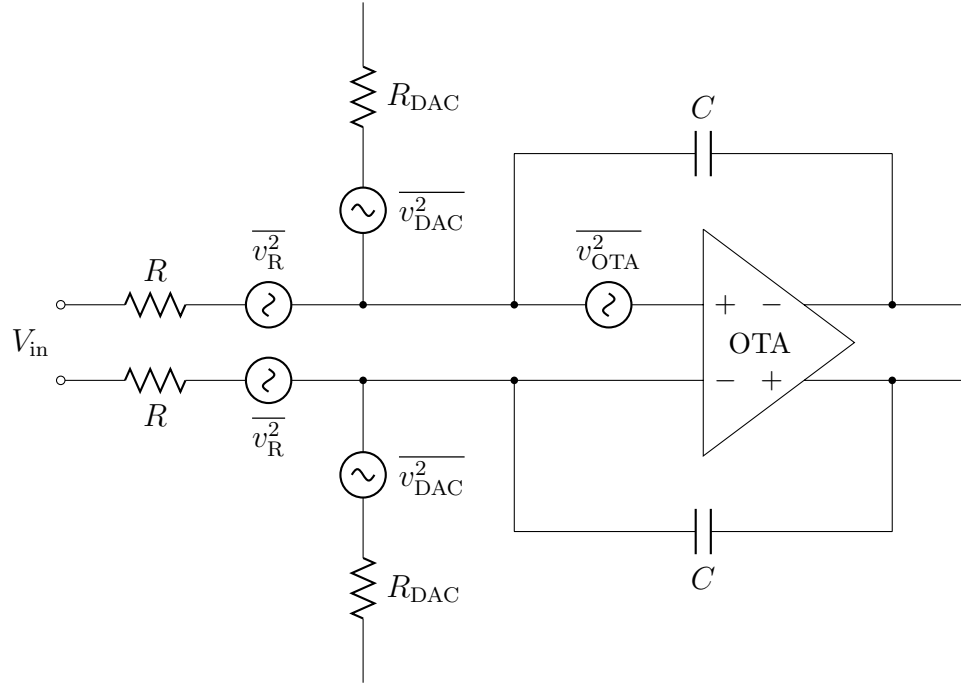 R_DAC
C
v²_DAC
v²_R
v²_OTA
R
+ −
V_in
OTA
− +
R
v²_R
v²_DAC
C
R_DAC